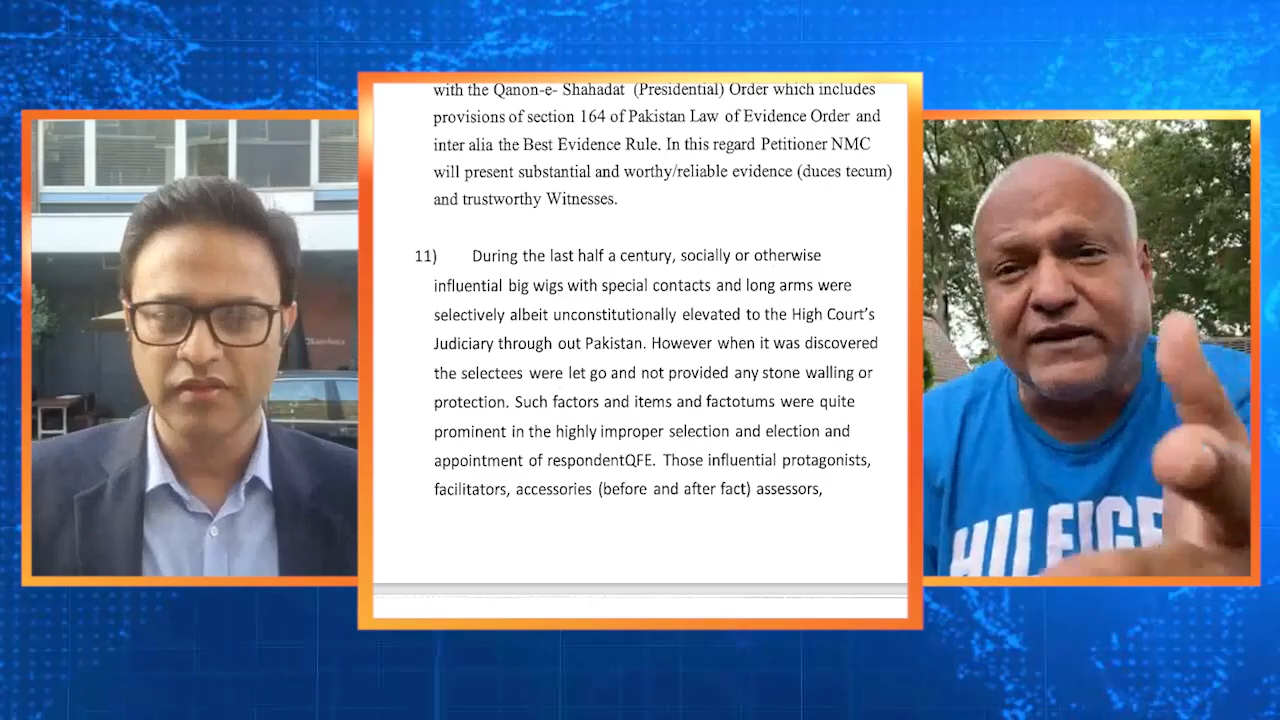 with the Qanon-e- Shahadat (Presidential) Order which includes
provisions of section 164 of Pakistan Law of Evidence Order and
inter alia the Best Evidence Rule. In this regard Petitioner NMC
will present substantial and worthy/reliable evidence (duces tecum)
and trustworthy Witnesses.
11) During the last half a century, socially or otherwise
influential big wigs with special contacts and long arms were
selectively albeit unconstitutionally elevated to the High Court’s
Judiciary through out Pakistan. However when it was discovered
the selectees were let go and not provided any stone walling or
protection. Such factors and items and factotums were quite
prominent in the highly improper selection and election and
appointment of respondentQFE. Those influential protagonists,
facilitators, accessories (before and after fact) assessors,